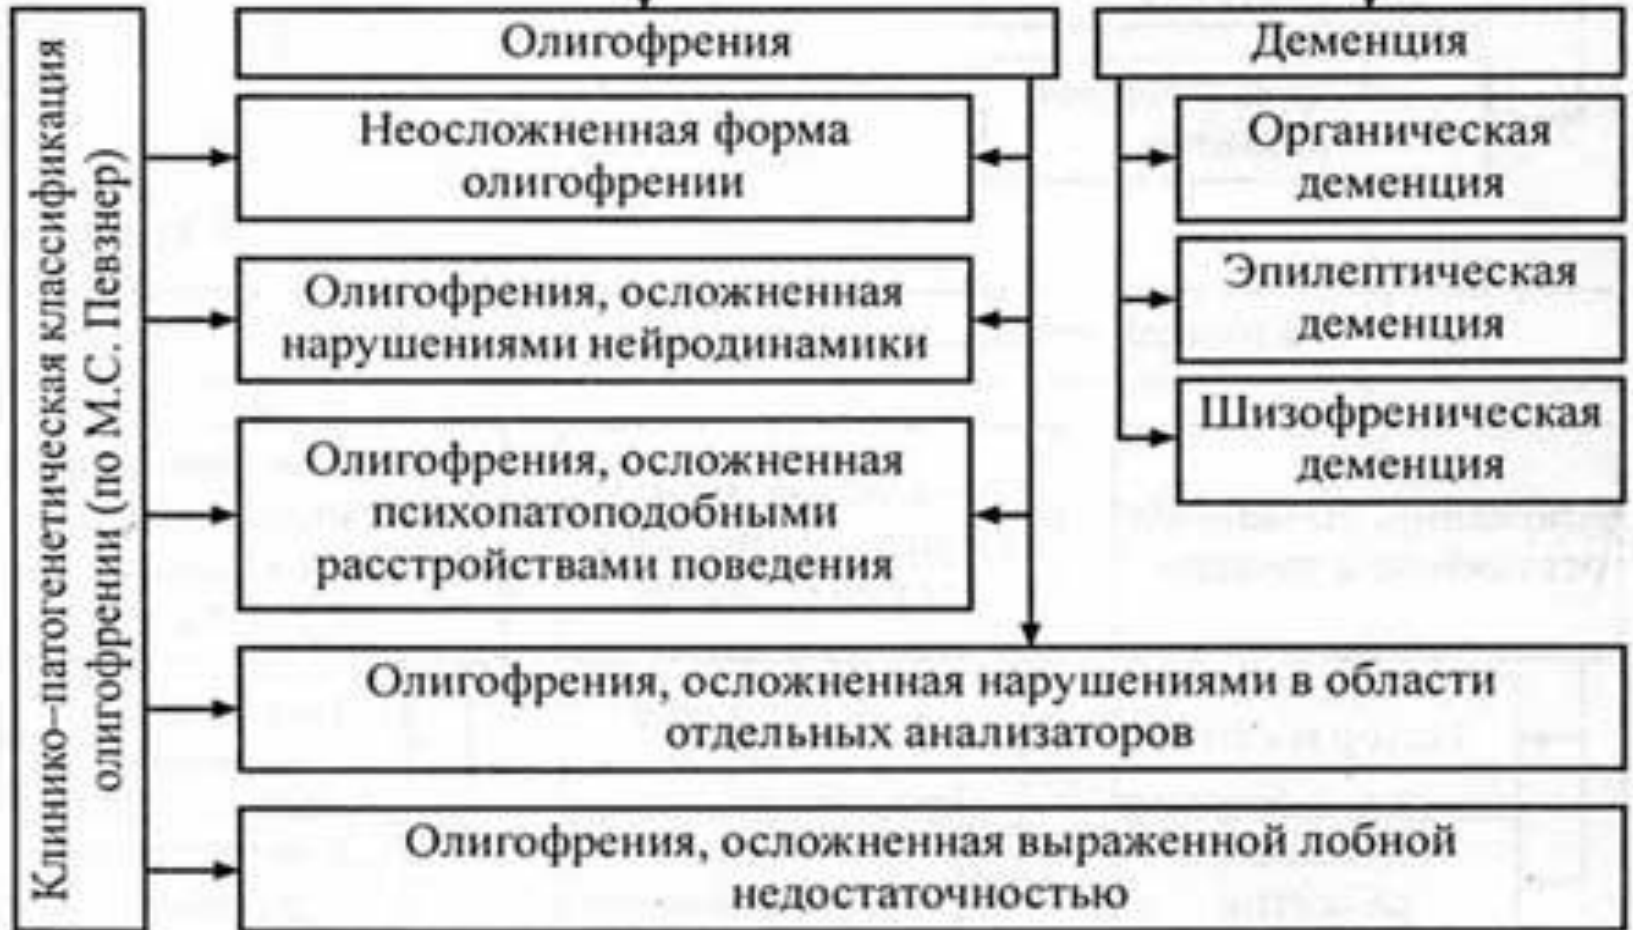 Клинико–патогенетическая классификация
олигофрении (по М.С. Певзнер)
Олигофрения
Неосложненная форма
олигофрении
Олигофрения, осложненная
нарушениями нейродинамики
Олигофрения, осложненная
психопатоподобными
расстройствами поведения
Олигофрения, осложненная нарушениями в области
отдельных анализаторов
Олигофрения, осложненная выраженной лобной
недостаточностью
Деменция
Органическая
деменция
Эпилептическая
деменция
Шизофреническая
деменция